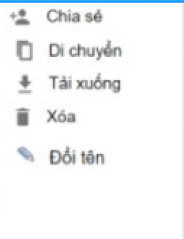 Chia sẻ
Di chuyển
Tải xuống
Xóa
Đổi tên